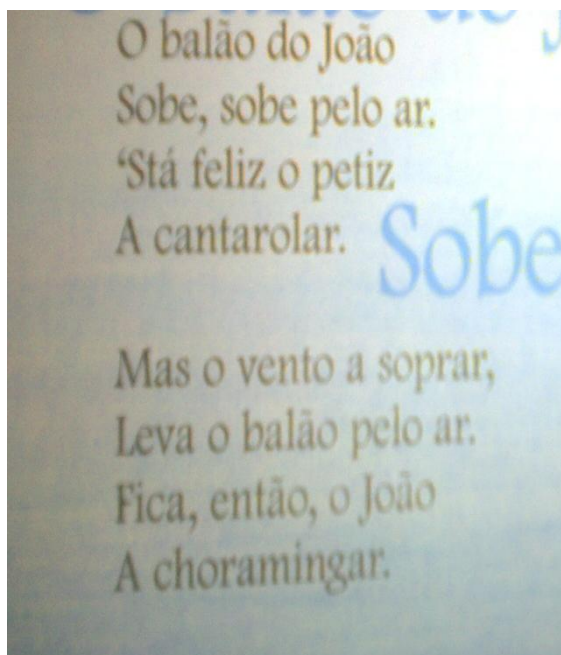 O balão do João
Sobe, sobe pelo ar.
‘Stá feliz o petiz
A cantarolar.
Sobe
Mas o vento a soprar,
Leva o balão pelo ar.
Fica, então, o João
A choramingar.